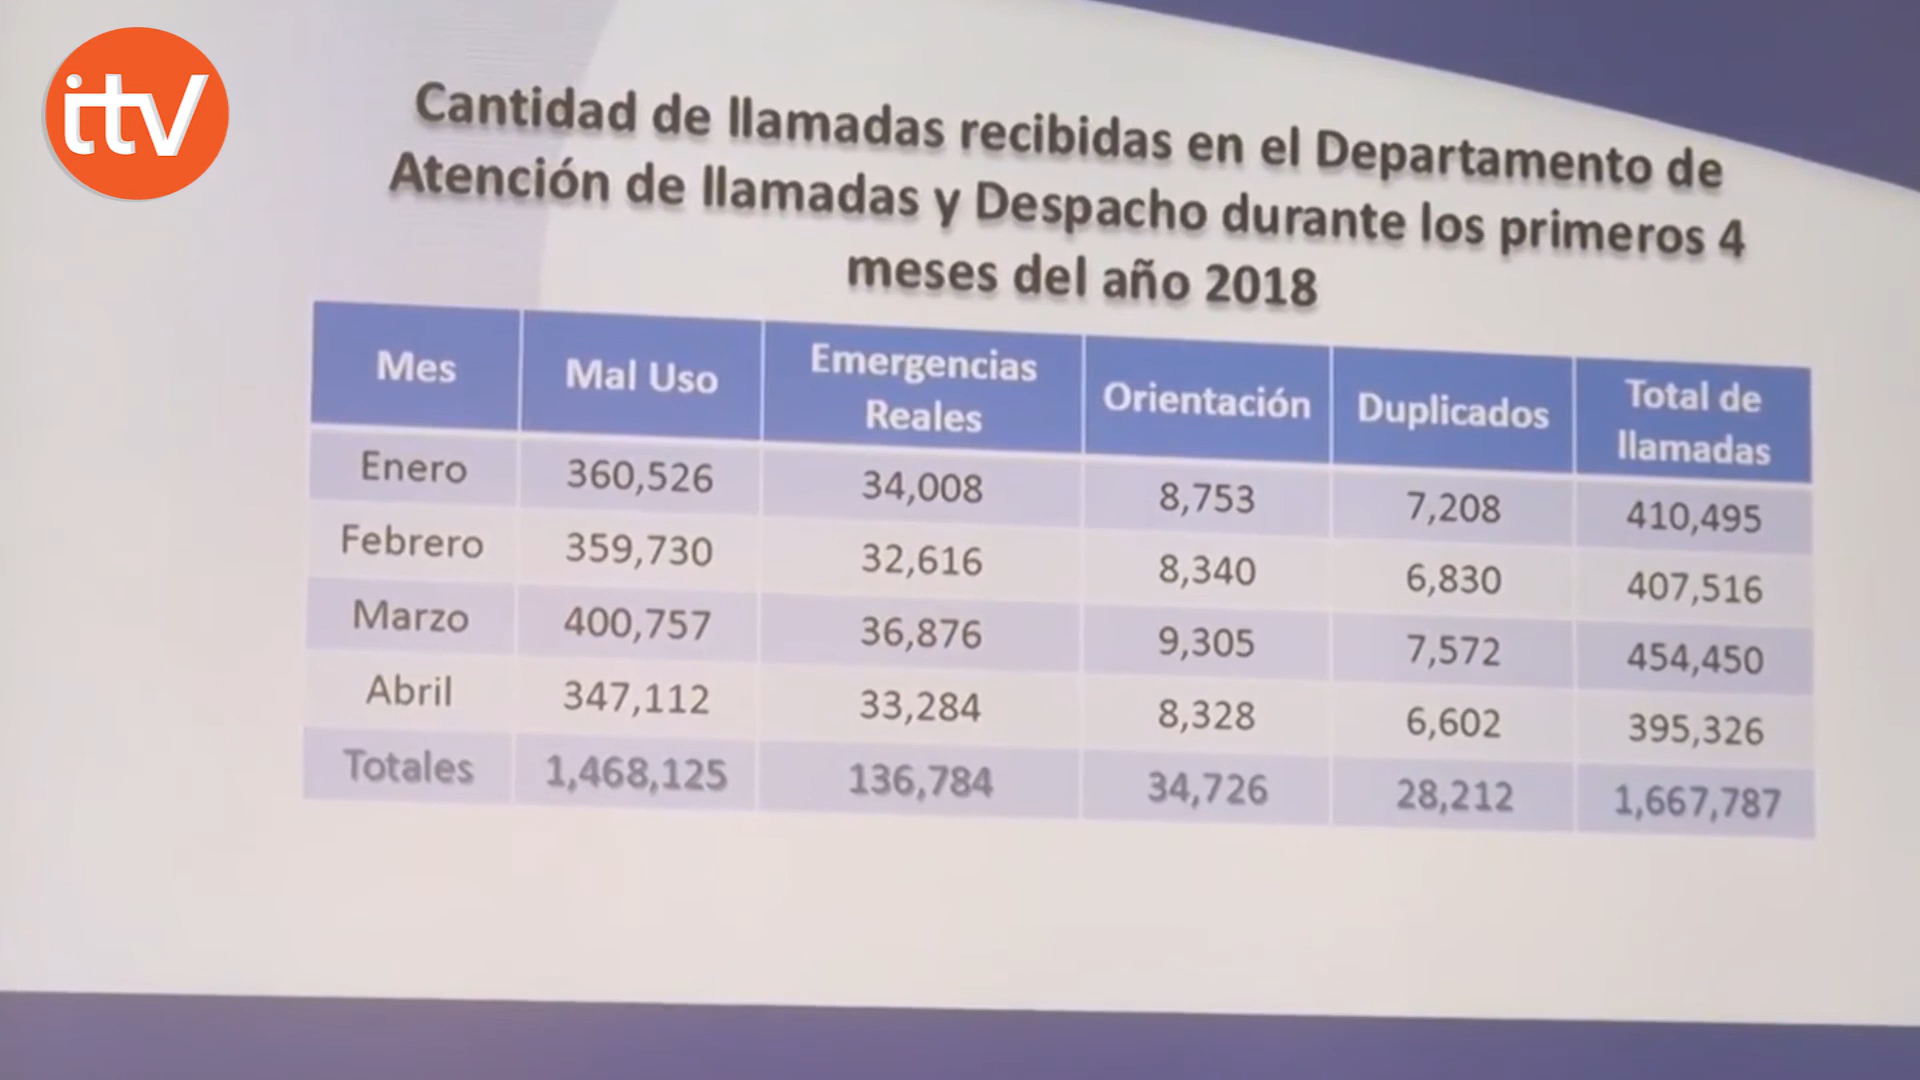 itv
Cantidad de llamadas recibidas en el Departamento de
Atención de llamadas y Despacho durante los primeros 4
meses del año 2018
Mes Mal Uso Emergencias Reales Orientación Duplicados Total de llamadas
Enero 360,526 34,008 8,753 7,208 410,495
Febrero 359,730 32,616 8,340 6,830 407,516
Marzo 400,757 36,876 9,305 7,572 454,450
Abril 347,112 33,284 8,328 6,602 395,326
Totales 1,468,125 136,784 34,726 28,212 1,667,787